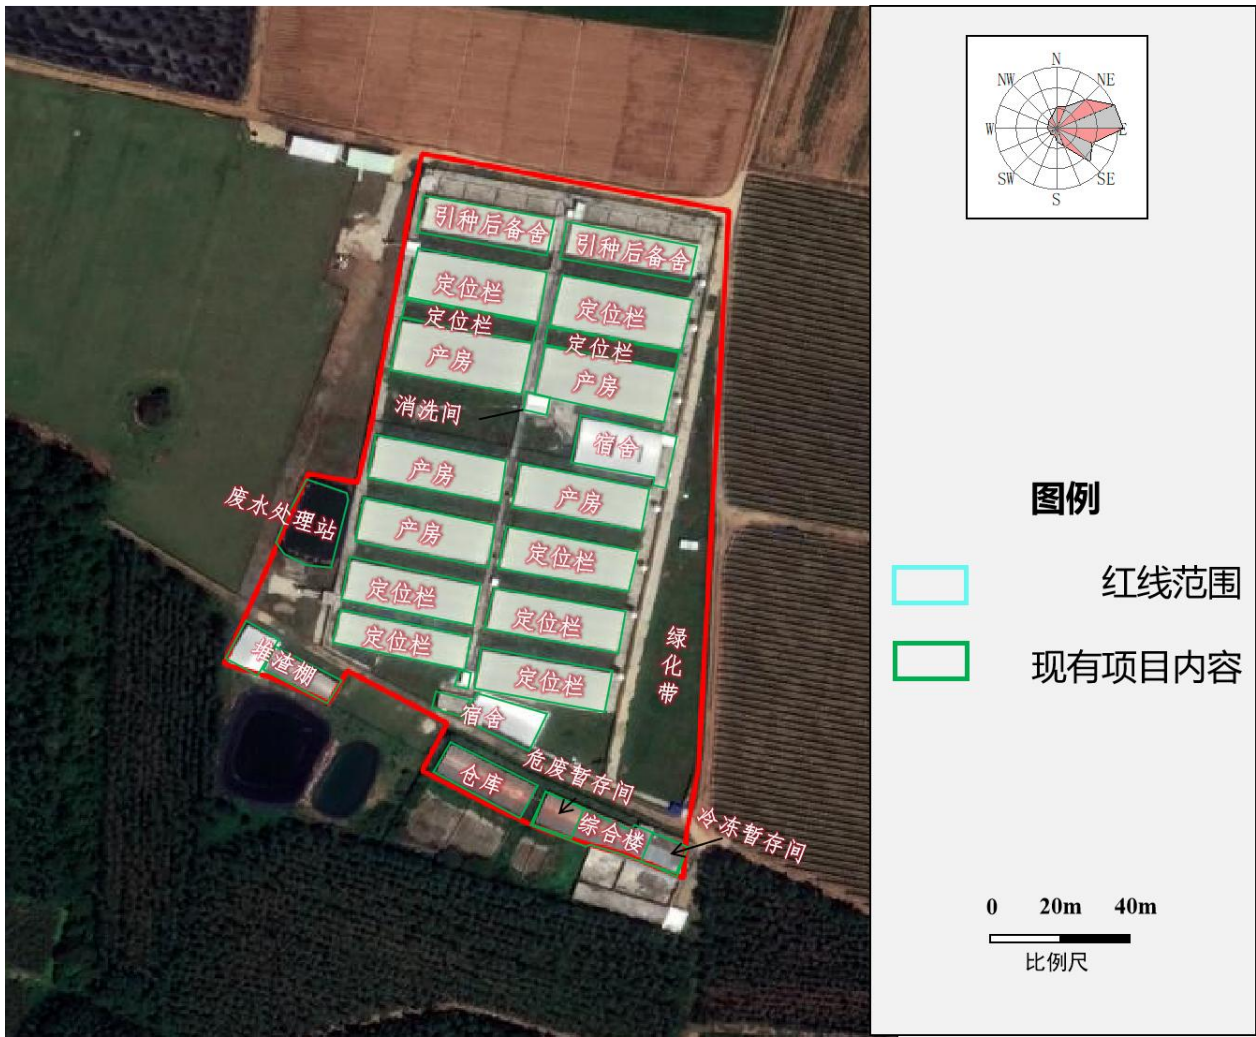 N
NW
NE
W
E
SW
SE
S
引种后备舍
引种后备舍
定位栏
定位栏
定位栏
定位栏
产房
产房
消洗间
宿舍
产房
产房
废水处理站
产房
定位栏
定位栏
定位栏
定位栏
绿化带
堆渣棚
定位栏
宿舍
危废暂存间
仓库
综合楼
冷冻暂存间
图例
红线范围
现有项目内容
0 20m 40m
比例尺